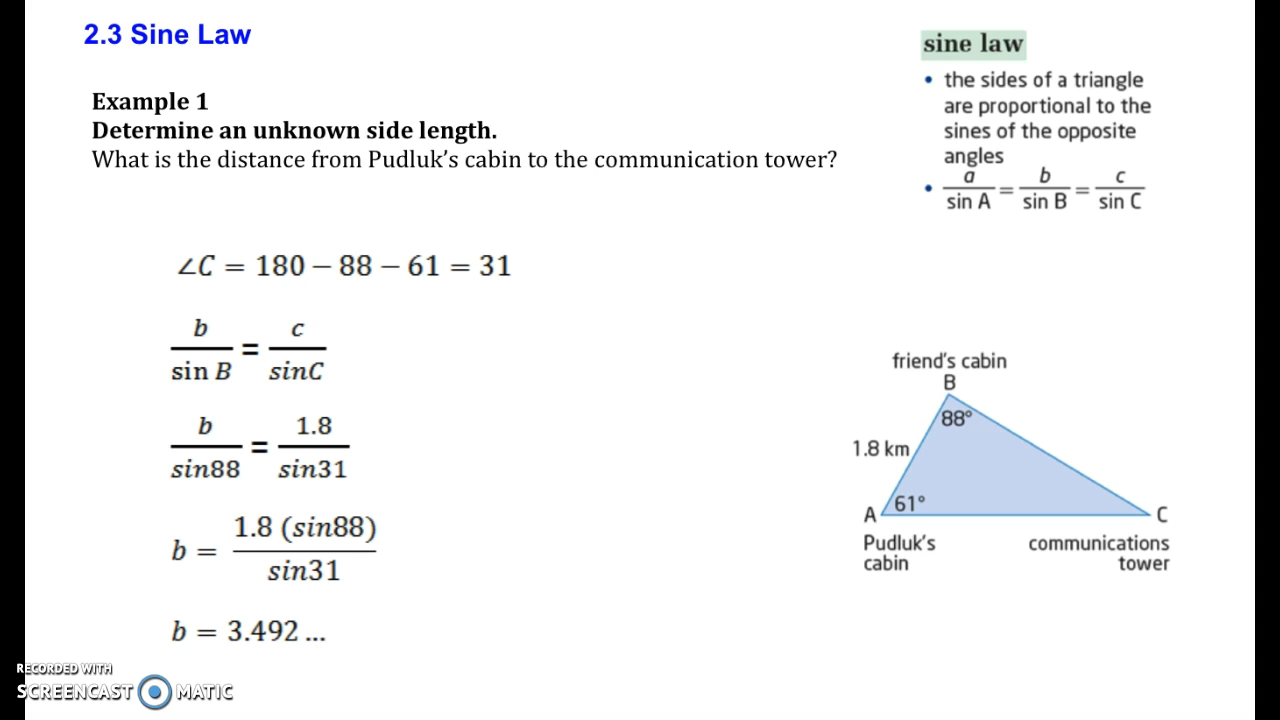 2.3 Sine Law
Example 1
Determine an unknown side length.
What is the distance from Pudluk's cabin to the communication tower?
∠C = 180 − 88 − 61 = 31
b/sin B = c/sinC
b/sin88 = 1.8/sin31
b = 1.8 (sin88)/sin31
b = 3.492 ...
sine law
• the sides of a triangle
are proportional to the
sines of the opposite
angles
• a/sin A = b/sin B = c/sin C
friend's cabin
B
88°
1.8 km
61°
A
C
Pudluk's
cabin
communications
tower
RECORDED WITH
SCREENCAST MATIC